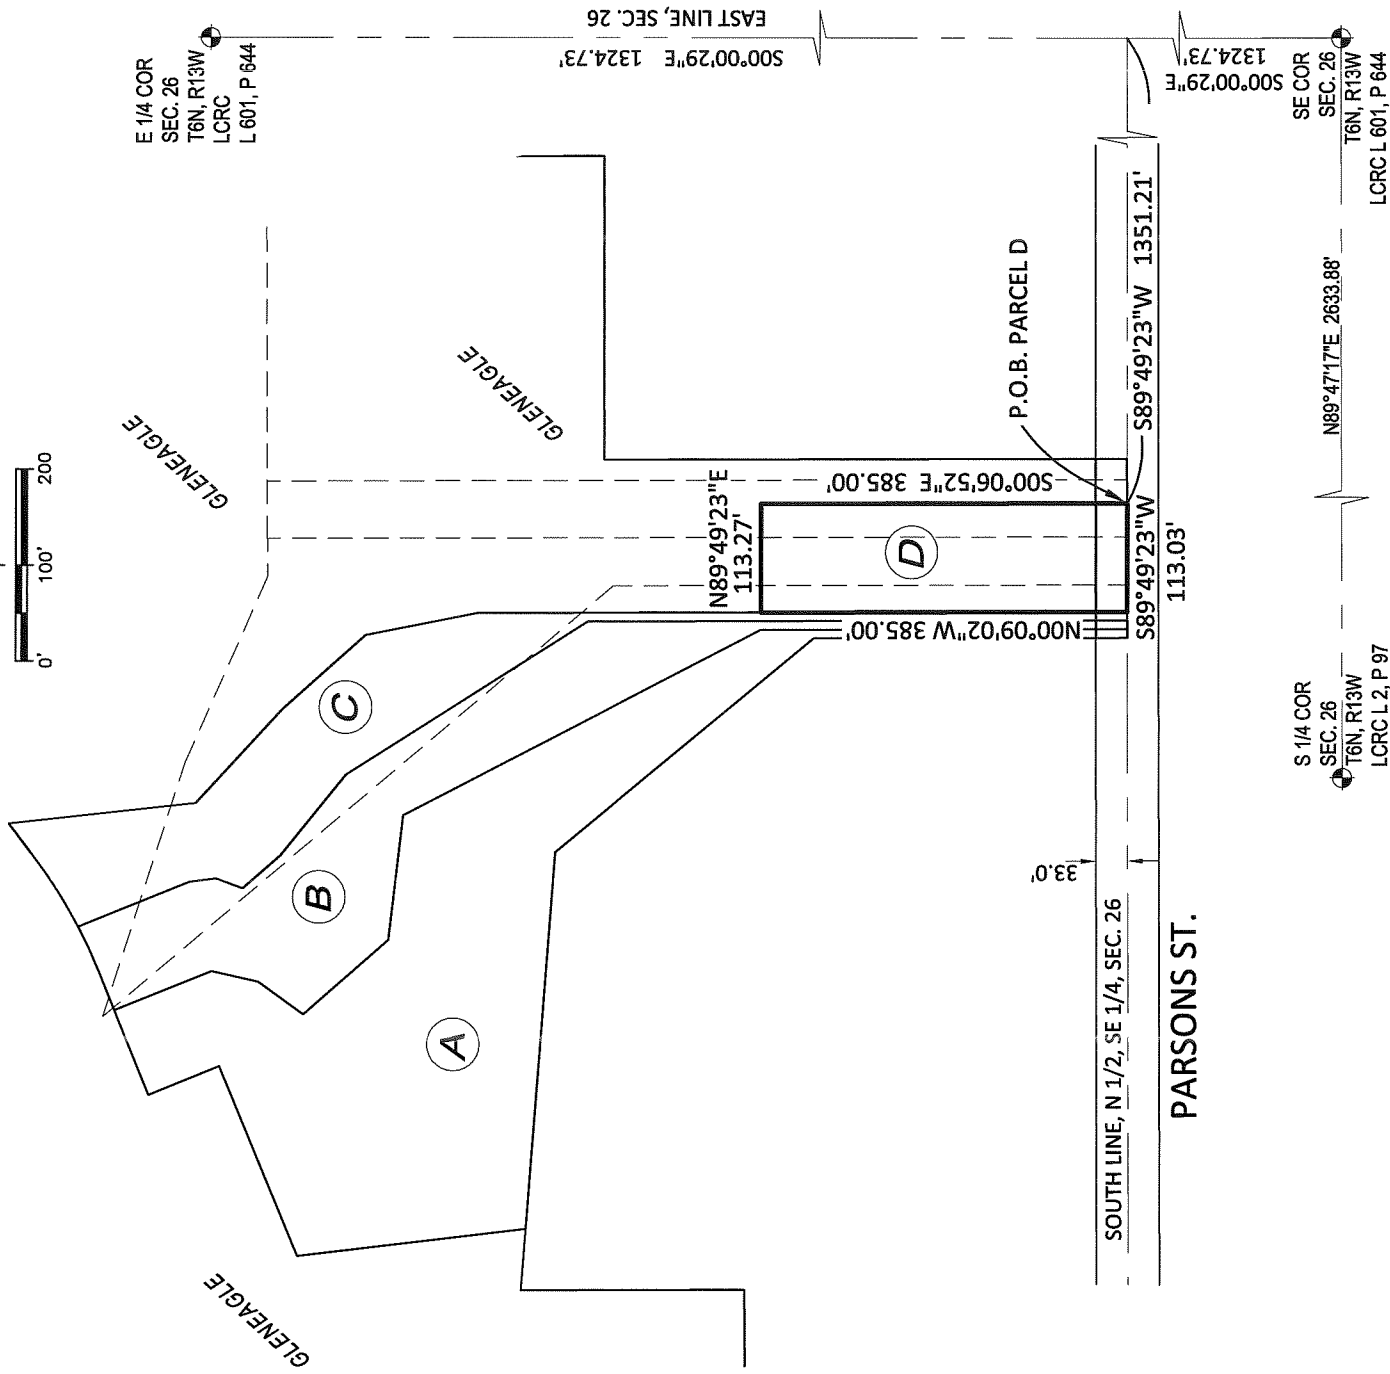 0' 100' 200
E 1/4 COR
SEC. 26
T6N, R13W
LCRC
L 601, P 644
S00°00'29"E 1324.73'
EAST LINE, SEC. 26
GLENEAGLE
GLENEAGLE
C
B
A
GLENEAGLE
N89°49'23"E
113.27'
S00°06'52"E 385.00'
D
N00°09'02"W 385.00'
P.O.B. PARCEL D
S89°49'23"W 1351.21'
S89°49'23"W
113.03'
S00°00'29"E
1324.73'
SE COR
SEC. 26
T6N, R13W
LCRC L 601, P 644
33.0'
SOUTH LINE, N 1/2, SE 1/4, SEC. 26
PARSONS ST.
N89°47'17"E 2633.88'
S 1/4 COR
SEC. 26
T6N, R13W
LCRC L 2, P 97